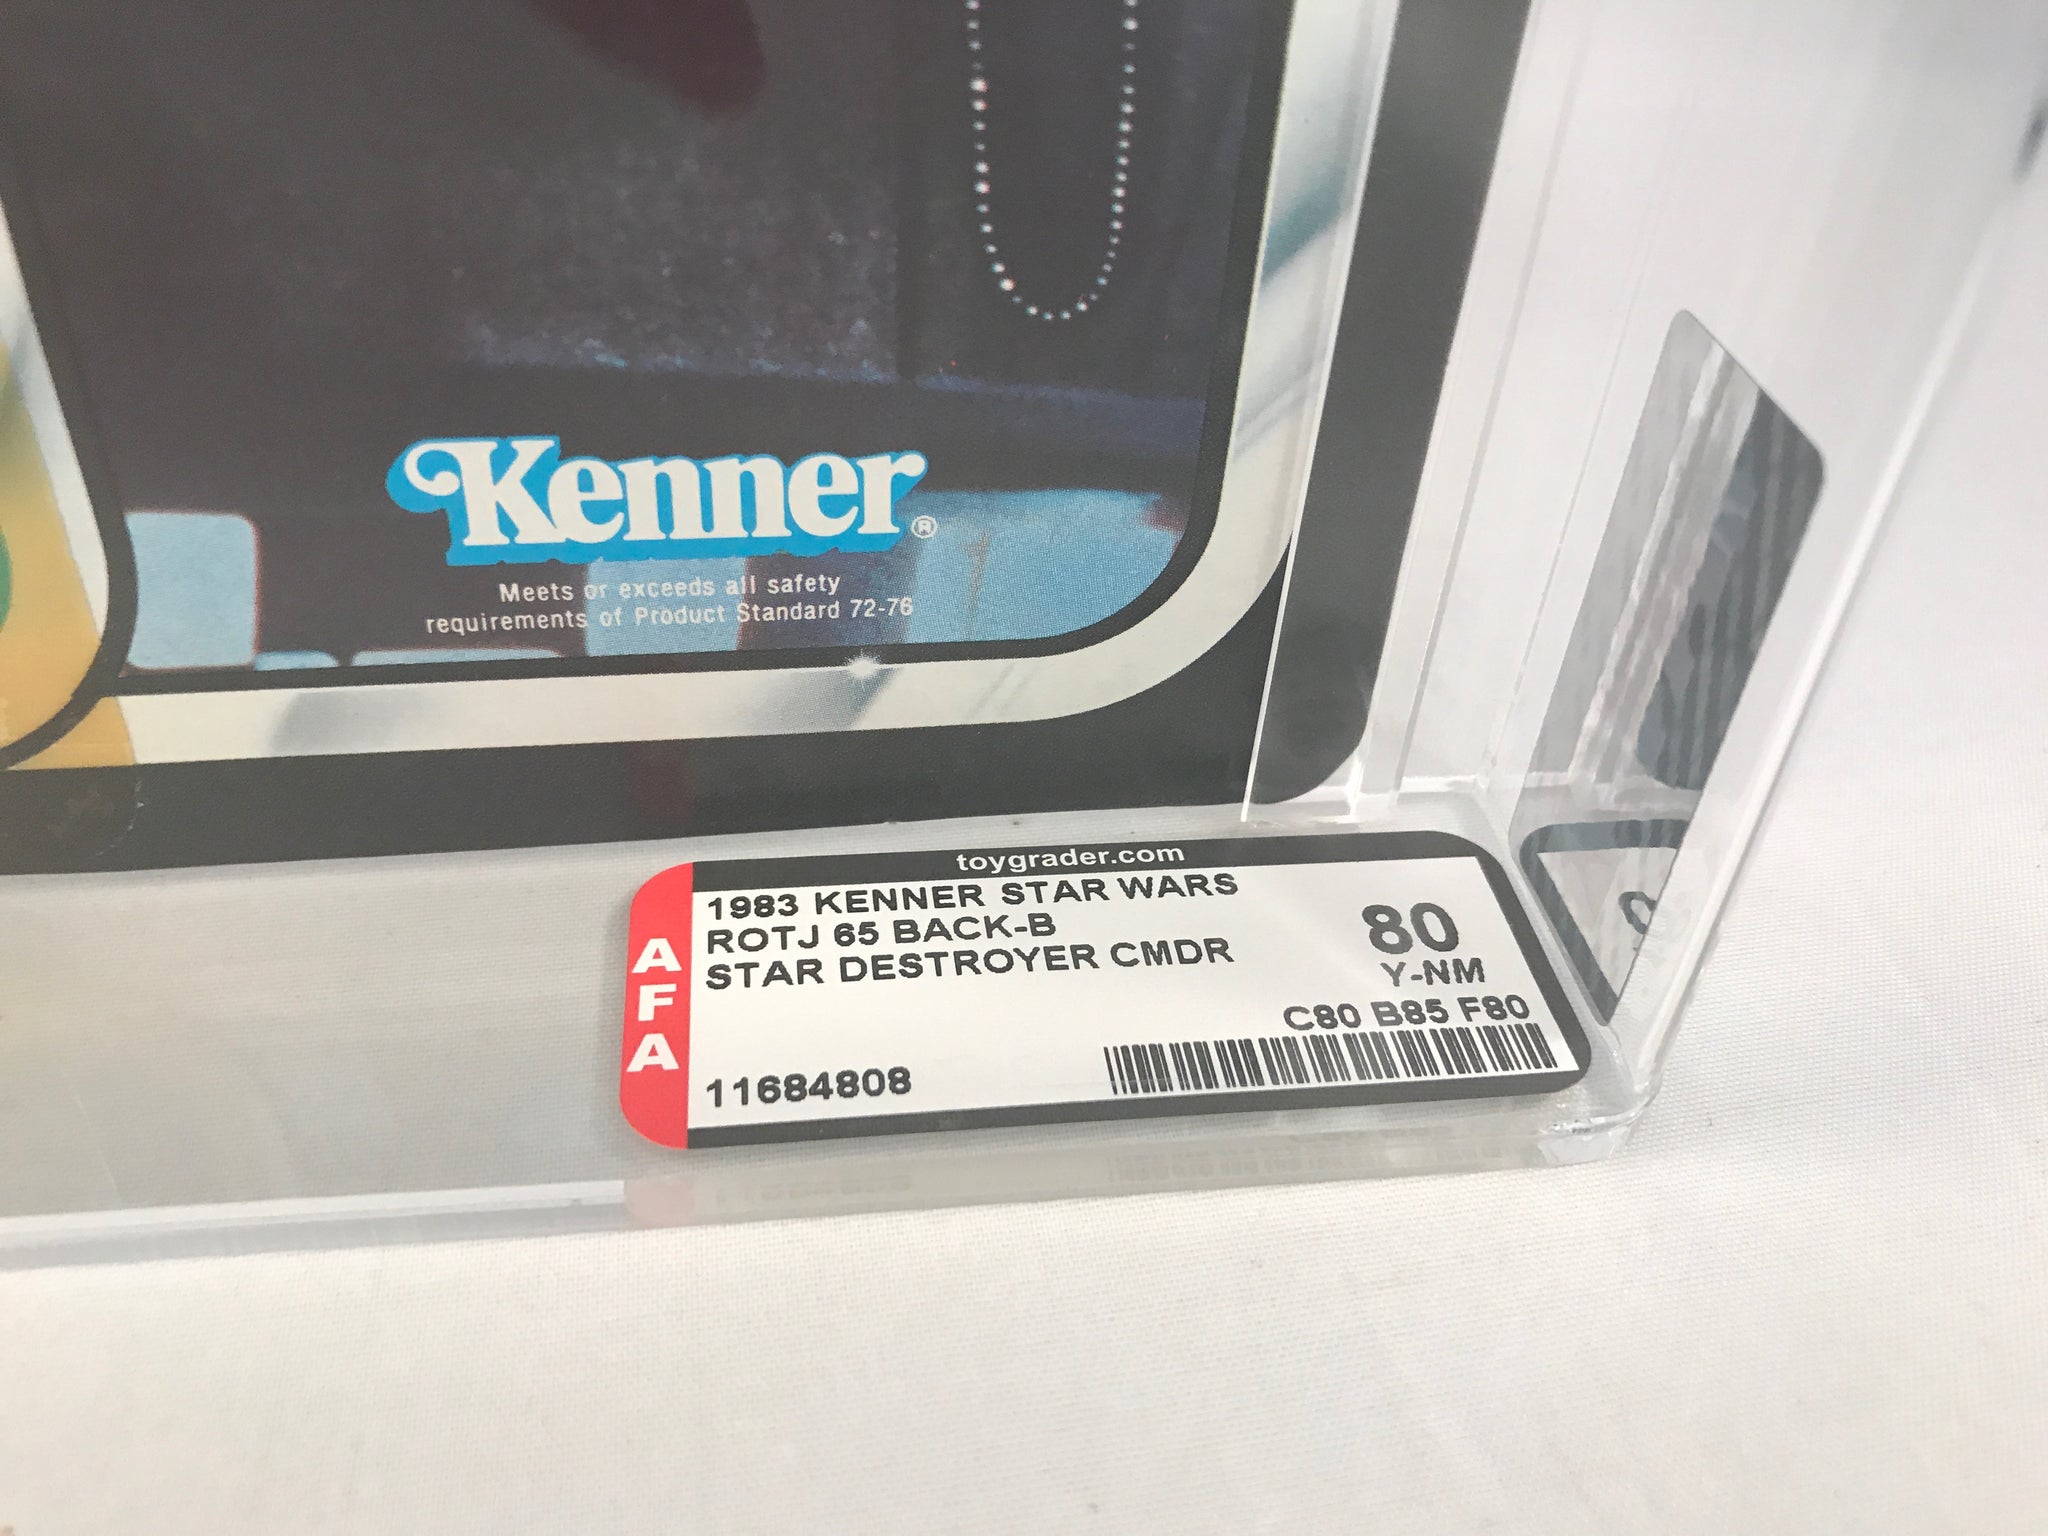 Kenner®
Meets or exceeds all safety
requirements of Product Standard 72-76
toygrader.com
AFA
1983 KENNER STAR WARS
ROTJ 65 BACK-B
STAR DESTROYER CMDR
80
Y-NM
C80 B85 F80
11684808